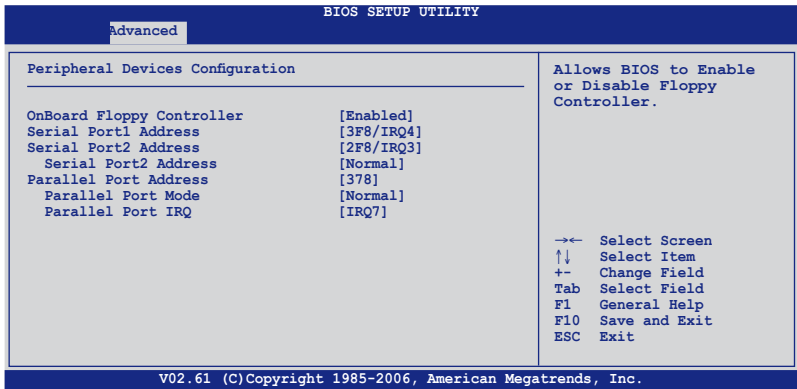 BIOS SETUP UTILITY
Advanced
Peripheral Devices Configuration
OnBoard Floppy Controller [Enabled]
Serial Port1 Address [3F8/IRQ4]
Serial Port2 Address [2F8/IRQ3]
Serial Port2 Address [Normal]
Parallel Port Address [378]
Parallel Port Mode [Normal]
Parallel Port IRQ [IRQ7]
Allows BIOS to Enable
or Disable Floppy
Controller.
→← Select Screen
↑↓ Select Item
+- Change Field
Tab Select Field
F1 General Help
F10 Save and Exit
ESC Exit
V02.61 (C)Copyright 1985-2006, American Megatrends, Inc.